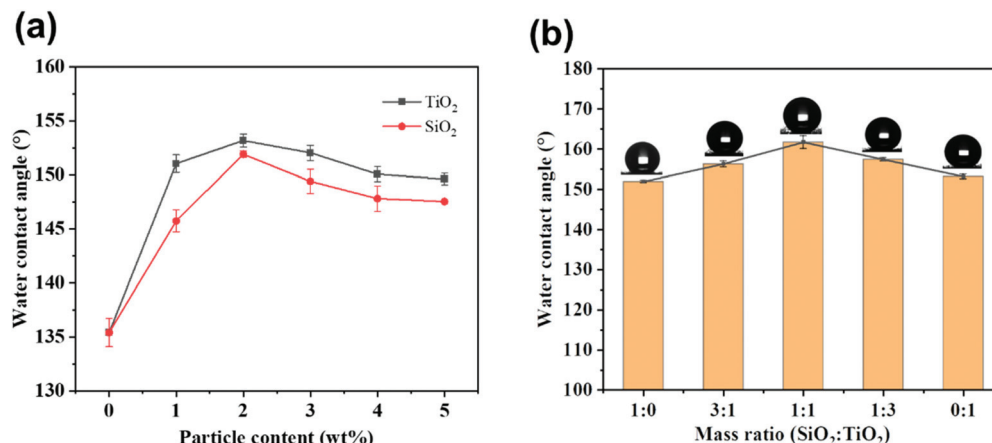 (a)
160
155
150
145
140
135
130
Water contact angle (°)
TiO₂
SiO₂
0 1 2 3 4 5
Particle content (wt%)
(b)
180
170
160
150
140
130
120
110
100
Water contact angle (°)
1:0 3:1 1:1 1:3 0:1
Mass ratio (SiO₂:TiO₂)